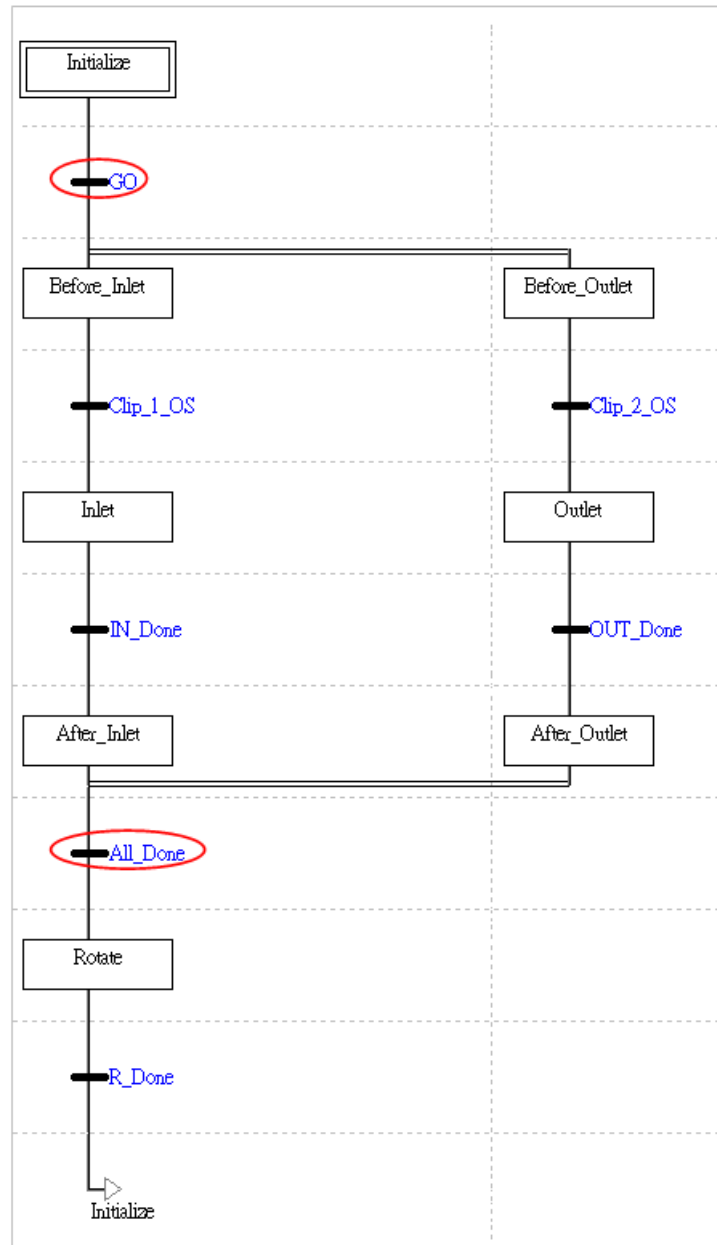 Initialize
GO
Before_Inlet
Before_Outlet
Clip_1_OS
Clip_2_OS
Inlet
Outlet
IN_Done
OUT_Done
After_Inlet
After_Outlet
All_Done
Rotate
R_Done
Initialize